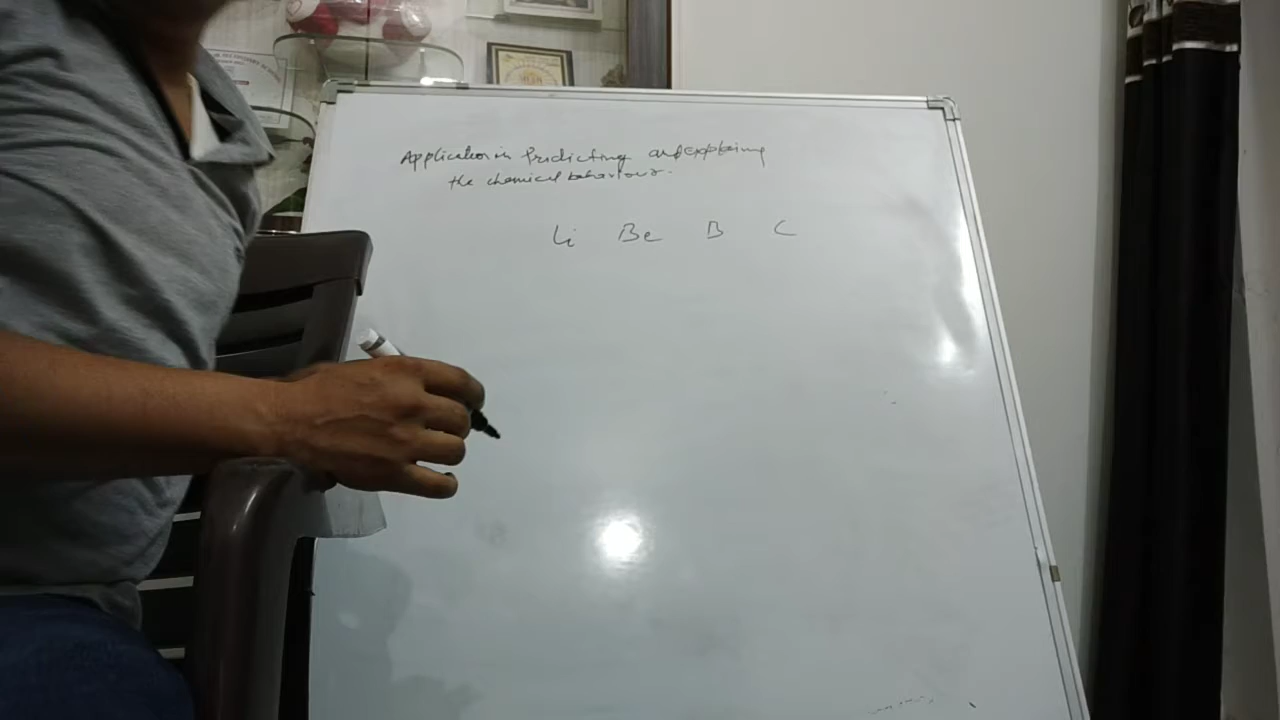 Application in Predicting and explaining
the chemical behaviour.
Li Be B C